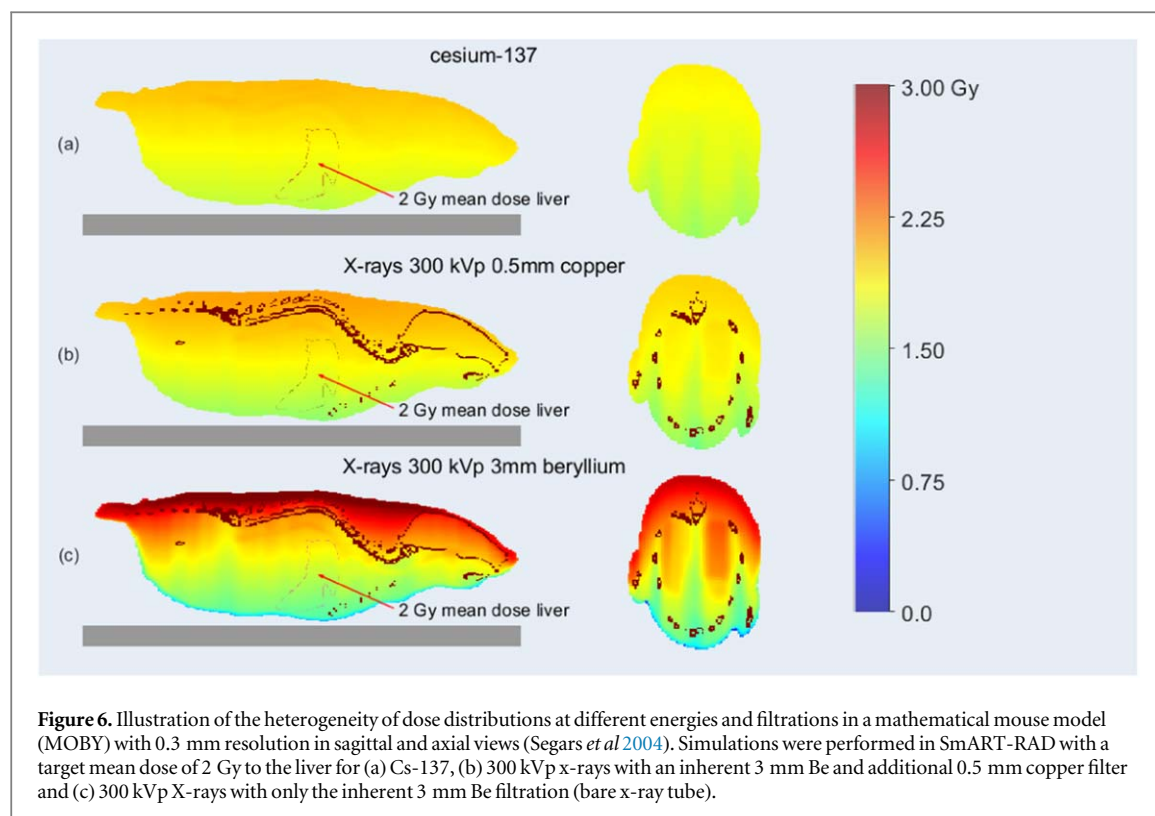 cesium-137
3.00 Gy
(a)
2 Gy mean dose liver
2.25
X-rays 300 kVp 0.5mm copper
(b)
1.50
2 Gy mean dose liver
X-rays 300 kVp 3mm beryllium
0.75
(c)
2 Gy mean dose liver
0.0
Figure 6. Illustration of the heterogeneity of dose distributions at different energies and filtrations in a mathematical mouse model
(MOBY) with 0.3 mm resolution in sagittal and axial views (Segars et al 2004). Simulations were performed in SmART-RAD with a
target mean dose of 2 Gy to the liver for (a) Cs-137, (b) 300 kVp x-rays with an inherent 3 mm Be and additional 0.5 mm copper filter
and (c) 300 kVp X-rays with only the inherent 3 mm Be filtration (bare x-ray tube).